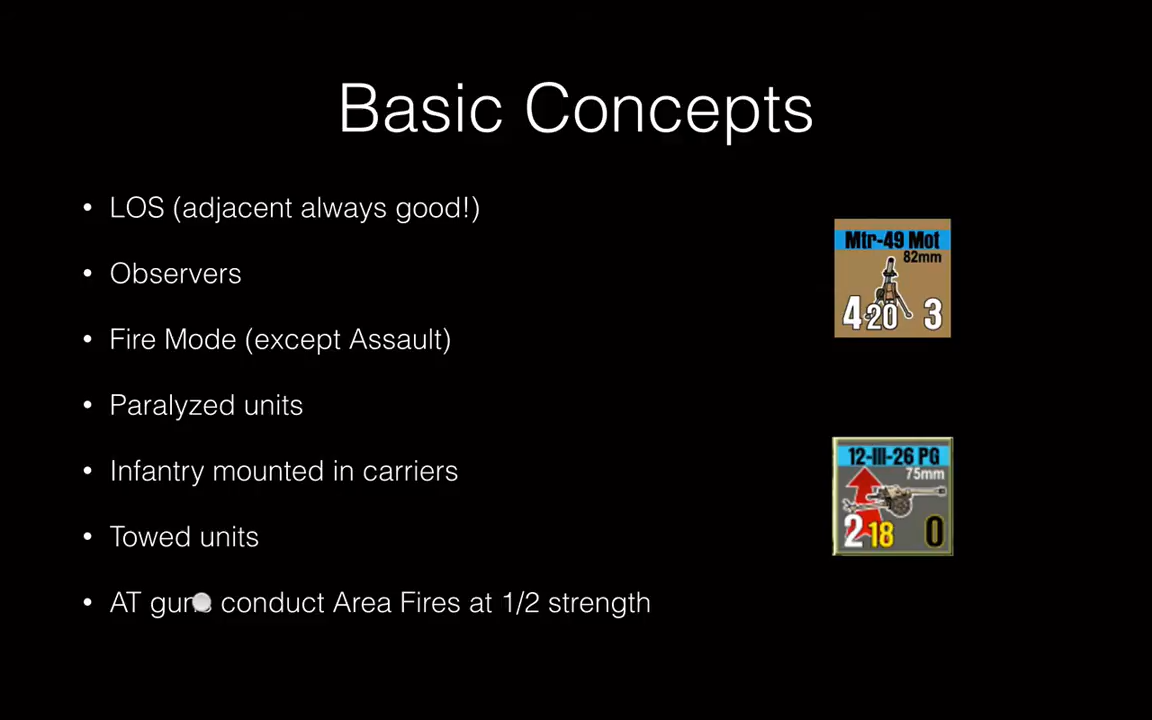 Basic Concepts
• LOS (adjacent always good!)
• Observers
• Fire Mode (except Assault)
• Paralyzed units
• Infantry mounted in carriers
• Towed units
• AT guns conduct Area Fires at 1/2 strength
Mtr-49 Mot
82mm
4 20 3
12-III-26 PG
75mm
2 18 0